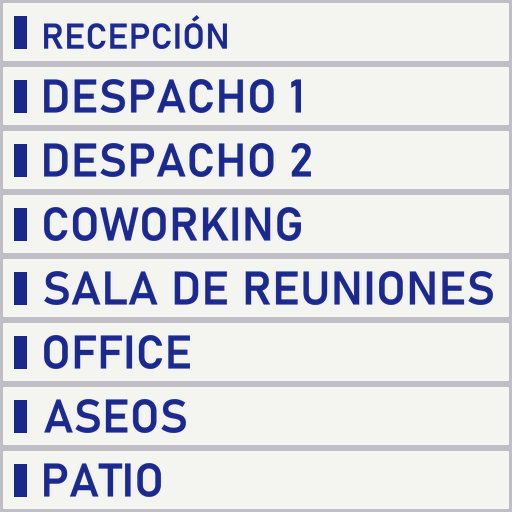 RECEPCIÓN
DESPACHO 1
DESPACHO 2
COWORKING
SALA DE REUNIONES
OFFICE
ASEOS
PATIO